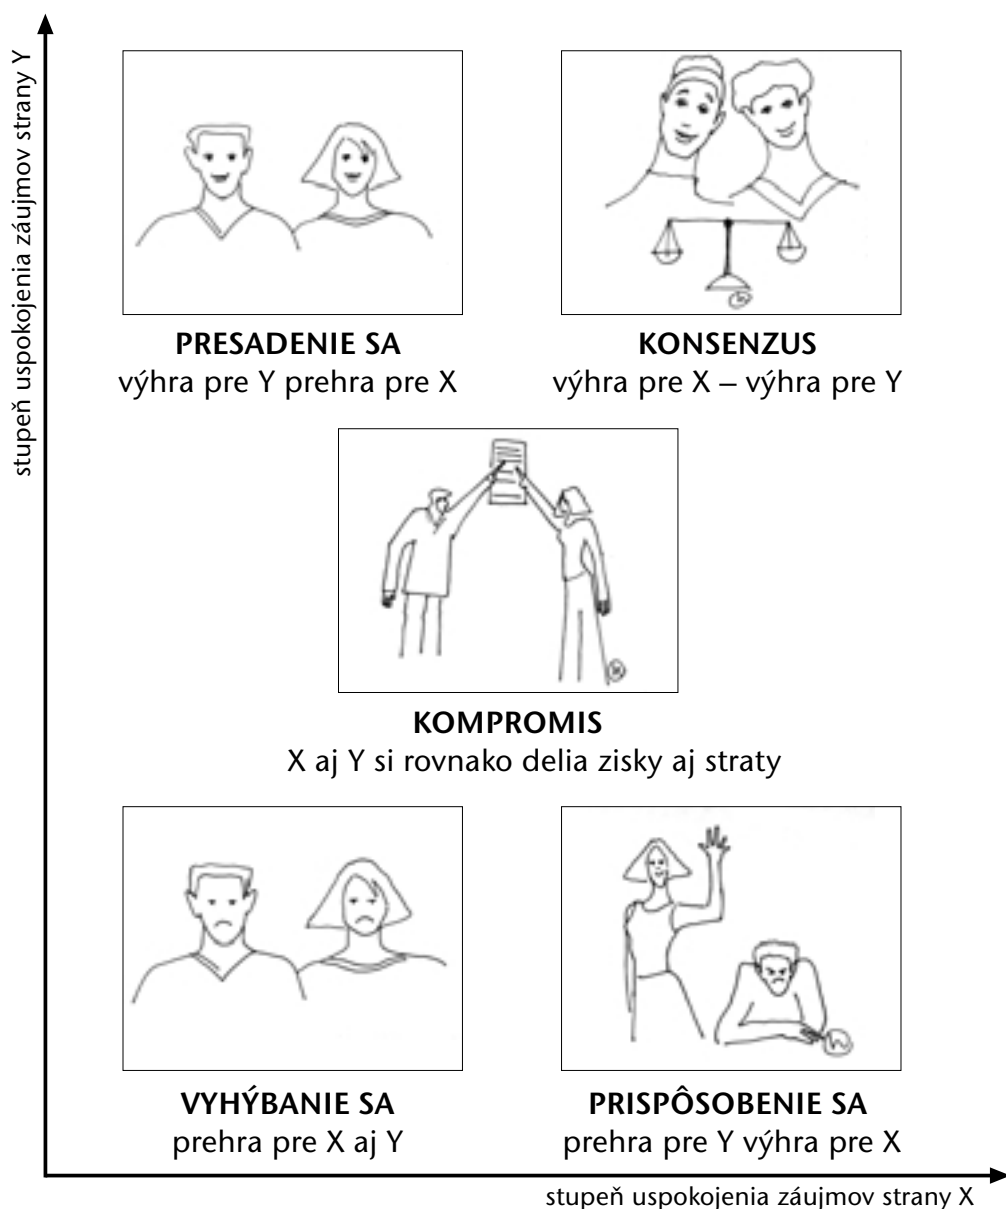 stupeň uspokojenia záujmov strany Y
PRESADENIE SA
výhra pre Y prehra pre X
KONSENZUS
výhra pre X – výhra pre Y
KOMPROMIS
X aj Y si rovnako delia zisky aj straty
VYHÝBANIE SA
prehra pre X aj Y
PRISPÔSOBENIE SA
prehra pre Y výhra pre X
stupeň uspokojenia záujmov strany X